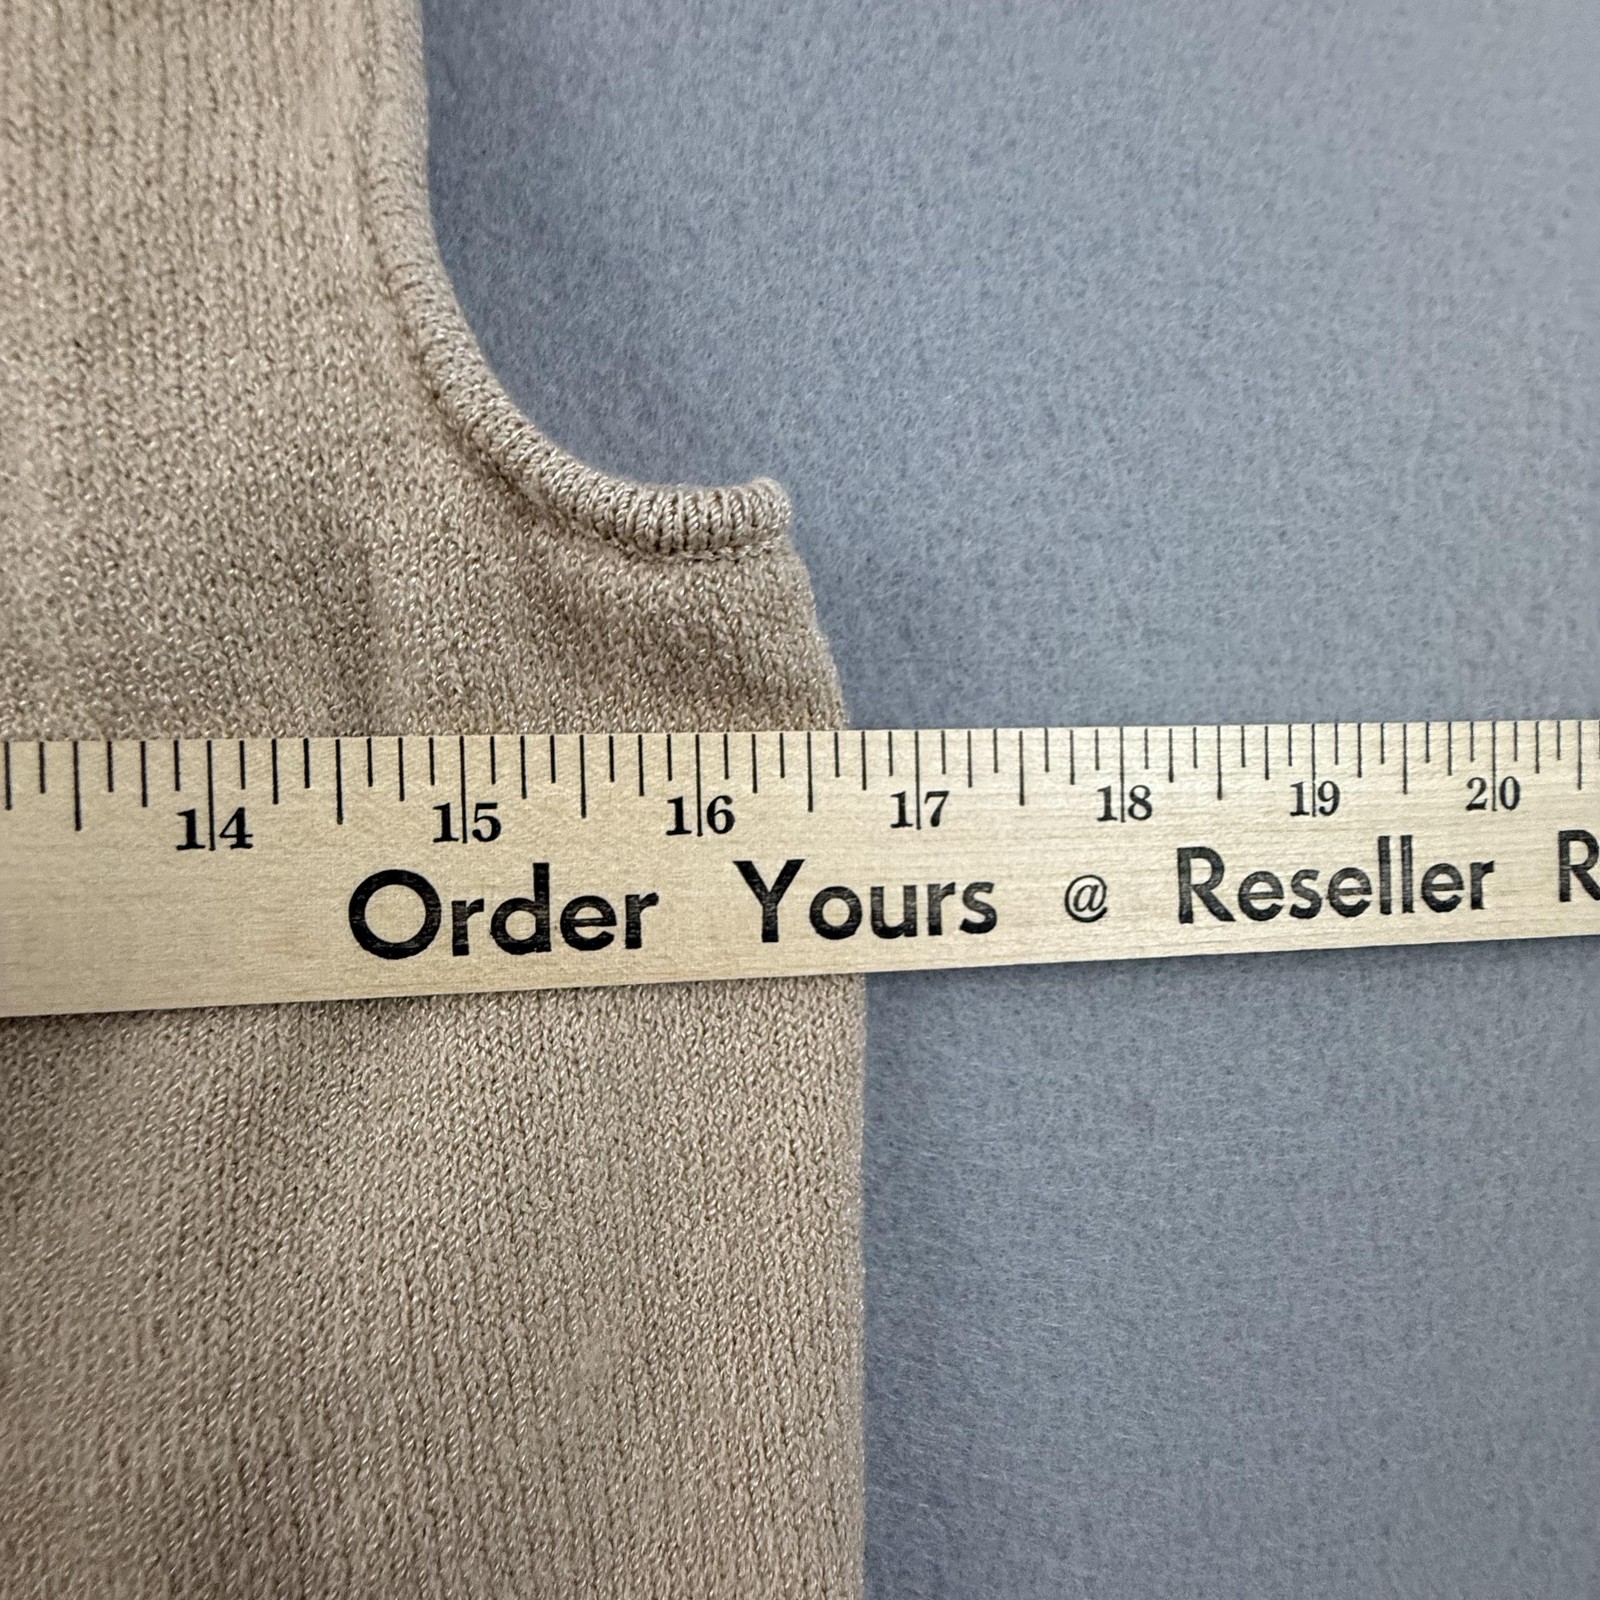 14 15 16 17 18 19 20
Order Yours @ Reseller R